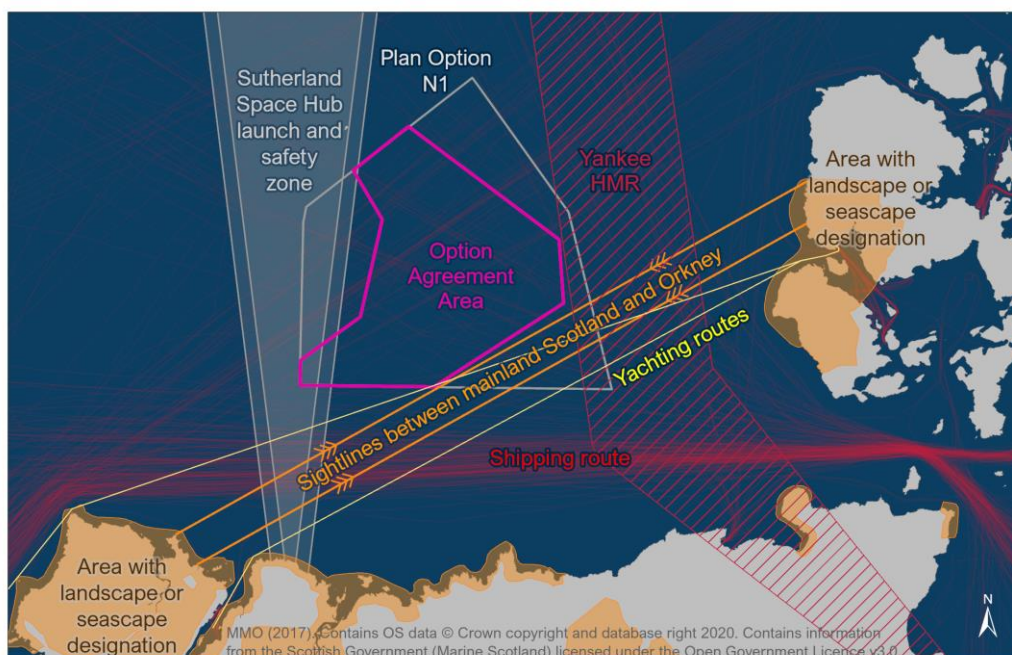 Plan Option
N1
Sutherland
Space Hub
launch and
safety
zone
Yankee
HMR
Area with
landscape or
seascape
designation
Option
Agreement
Area
Sightlines between mainland Scotland and Orkney
Yachting routes
Shipping route
Area with
landscape or
seascape
designation
N
MMO (2017). Contains OS data © Crown copyright and database right 2020. Contains information
from the Scottish Government (Marine Scotland) licensed under the Open Government Licence v3.0